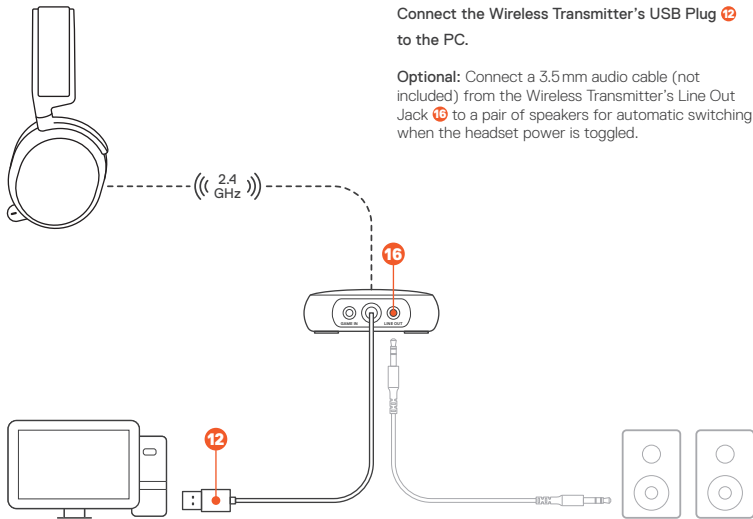 Connect the Wireless Transmitter's USB Plug 12
to the PC.
Optional: Connect a 3.5 mm audio cable (not
included) from the Wireless Transmitter's Line Out
Jack 16 to a pair of speakers for automatic switching
when the headset power is toggled.
2.4
GHz
16
GAME IN LINE OUT
12